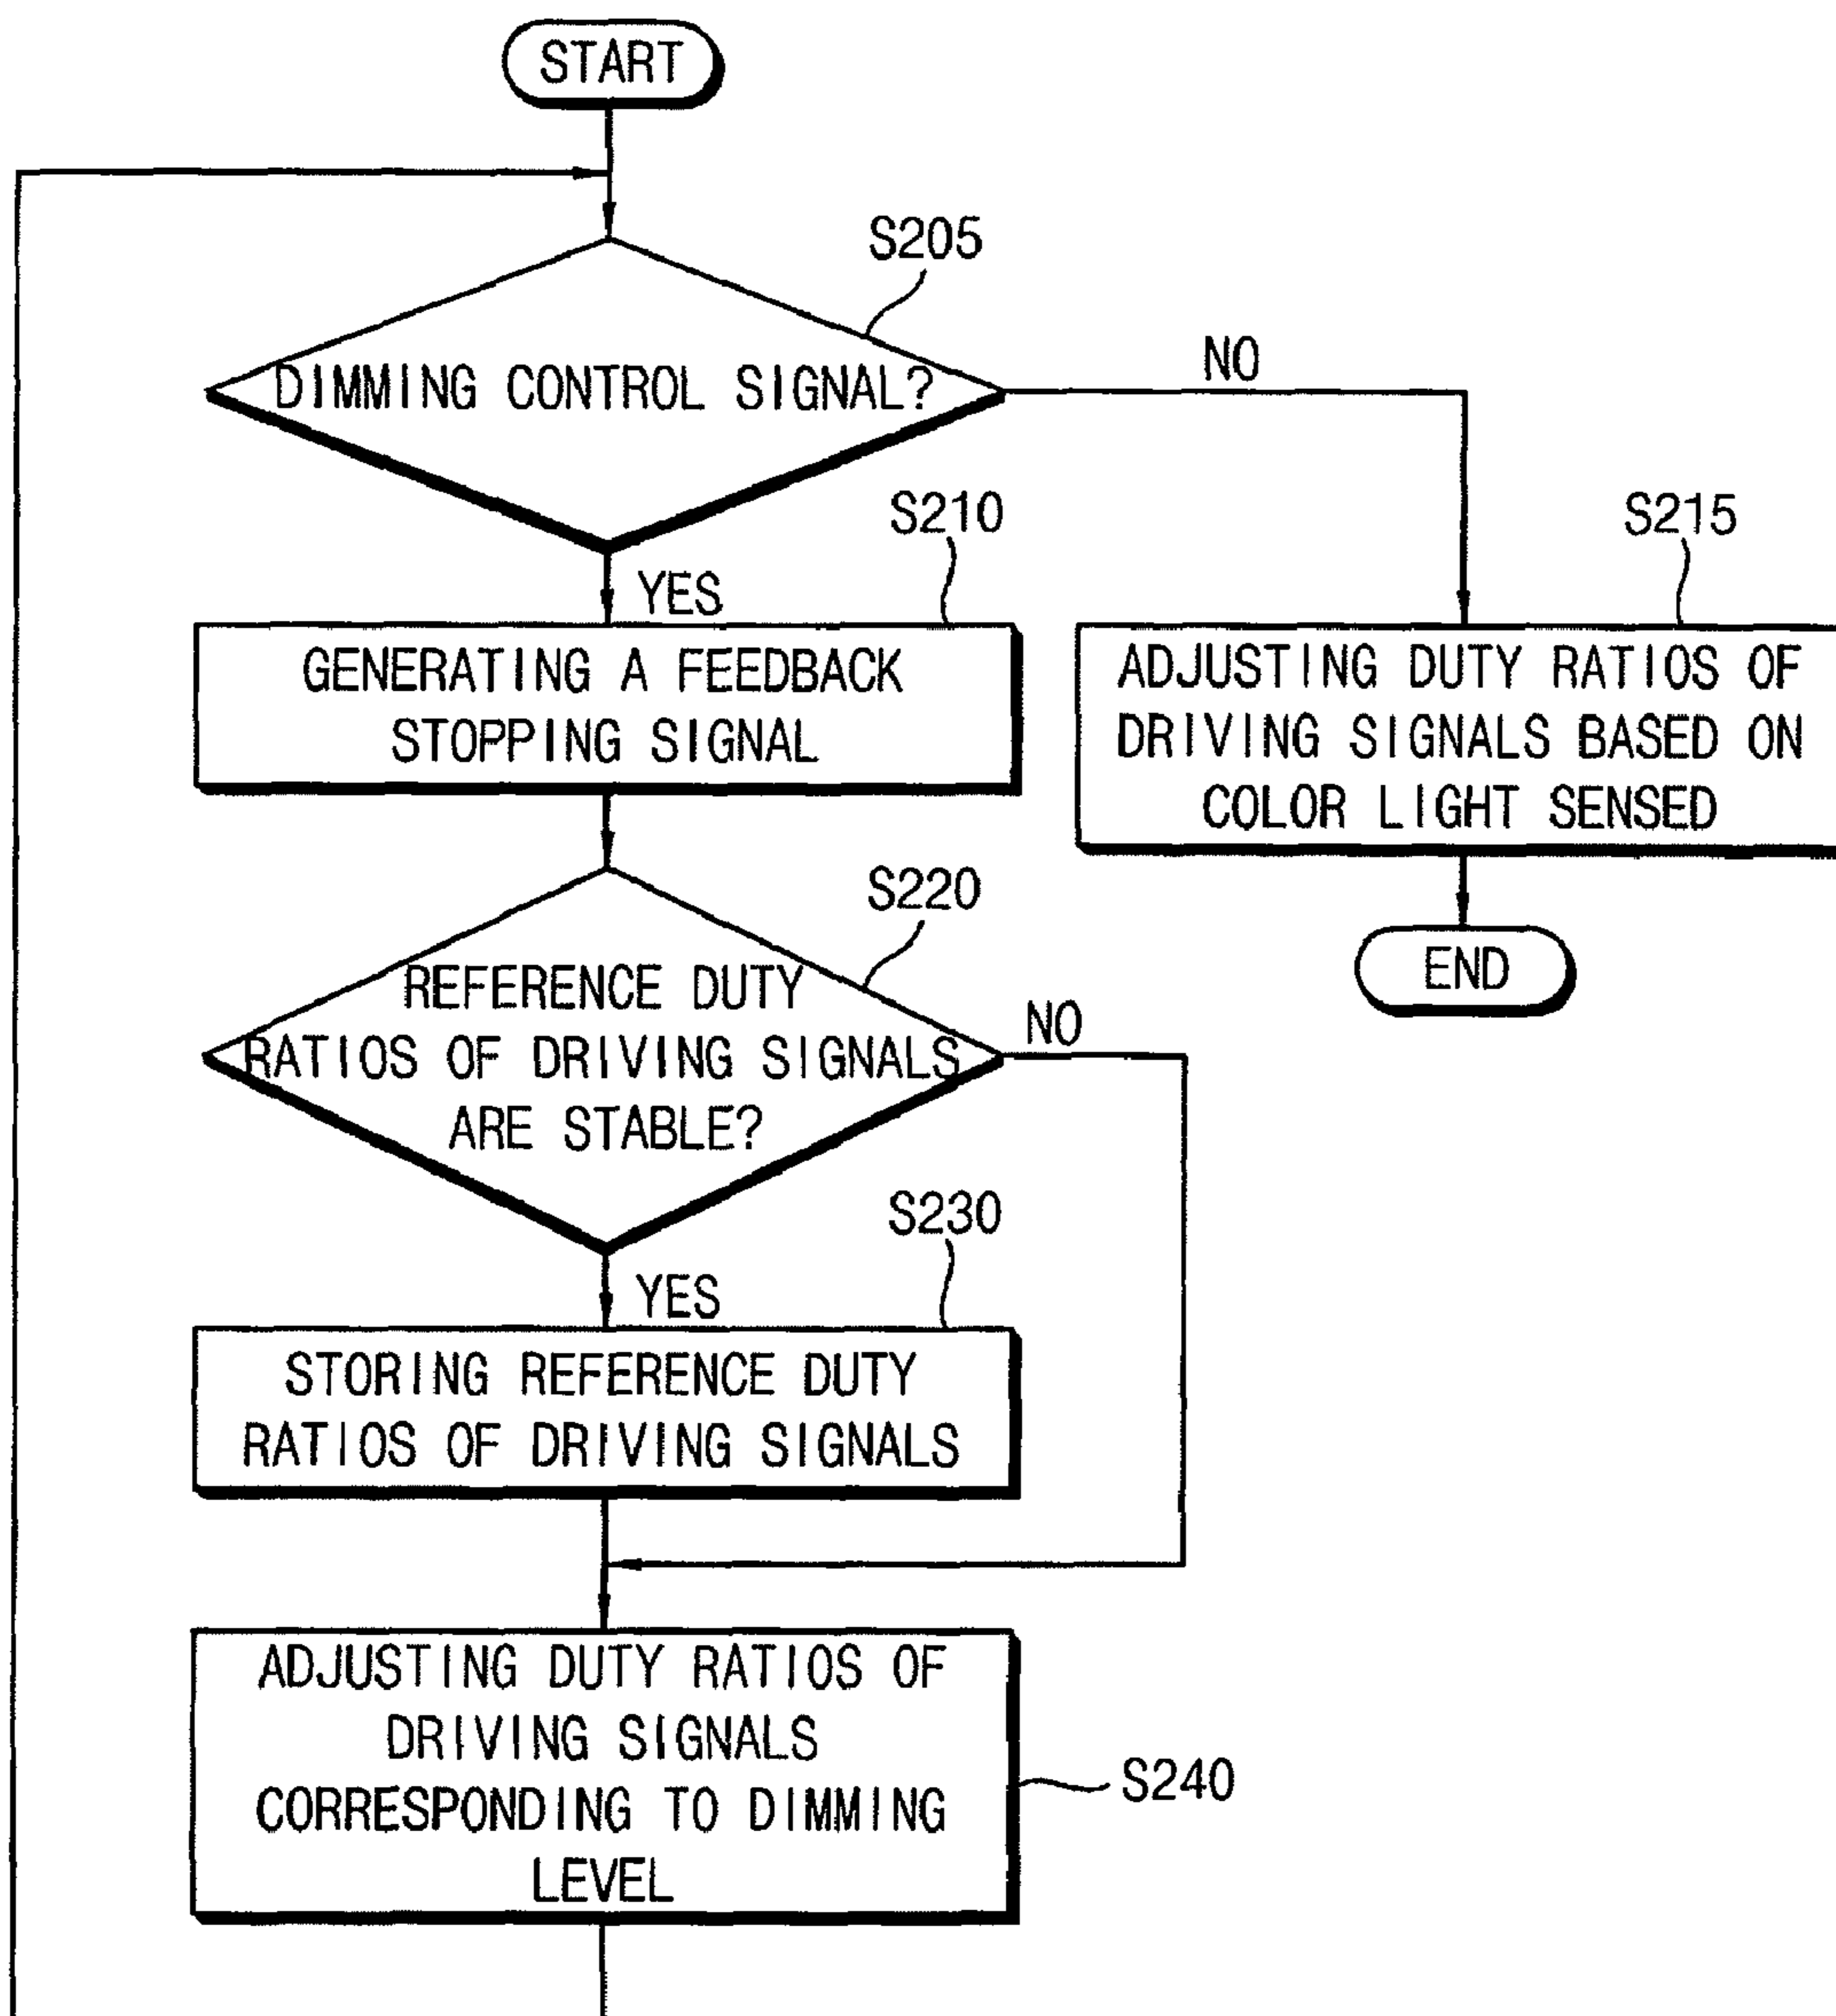 START
S205
DIMMING CONTROL SIGNAL?
NO
YES
S210
GENERATING A FEEDBACK
STOPPING SIGNAL
S215
ADJUSTING DUTY RATIOS OF
DRIVING SIGNALS BASED ON
COLOR LIGHT SENSED
END
S220
REFERENCE DUTY
RATIOS OF DRIVING SIGNALS
ARE STABLE?
NO
YES
S230
STORING REFERENCE DUTY
RATIOS OF DRIVING SIGNALS
ADJUSTING DUTY RATIOS OF
DRIVING SIGNALS
CORRESPONDING TO DIMMING
LEVEL
S240